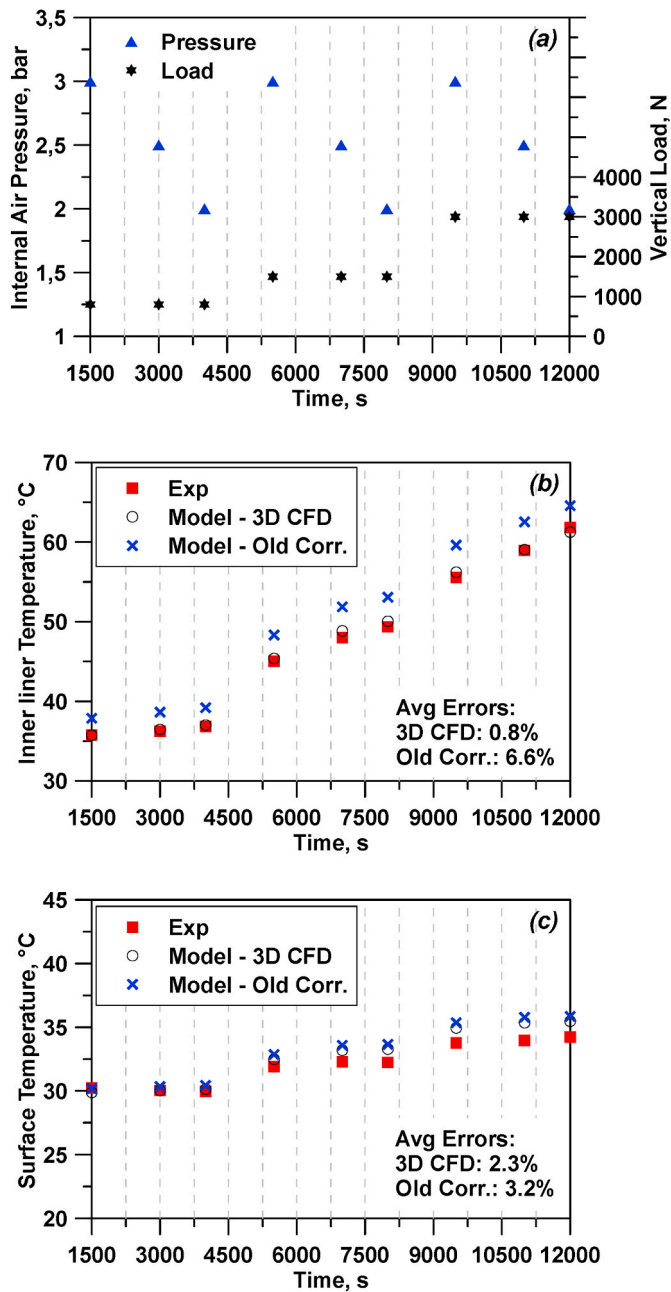 (a)
Pressure
Load
3,5
3
2,5
2
1,5
1
Internal Air Pressure, bar
4000
3000
2000
1000
0
Vertical Load, N
1500 3000 4500 6000 7500 9000 10500 12000
Time, s
(b)
Exp
Model - 3D CFD
Model - Old Corr.
70
60
50
40
30
Inner liner Temperature, °C
Avg Errors:
3D CFD: 0.8%
Old Corr.: 6.6%
1500 3000 4500 6000 7500 9000 10500 12000
Time, s
(c)
Exp
Model - 3D CFD
Model - Old Corr.
45
40
35
30
25
20
Surface Temperature, °C
Avg Errors:
3D CFD: 2.3%
Old Corr.: 3.2%
1500 3000 4500 6000 7500 9000 10500 12000
Time, s